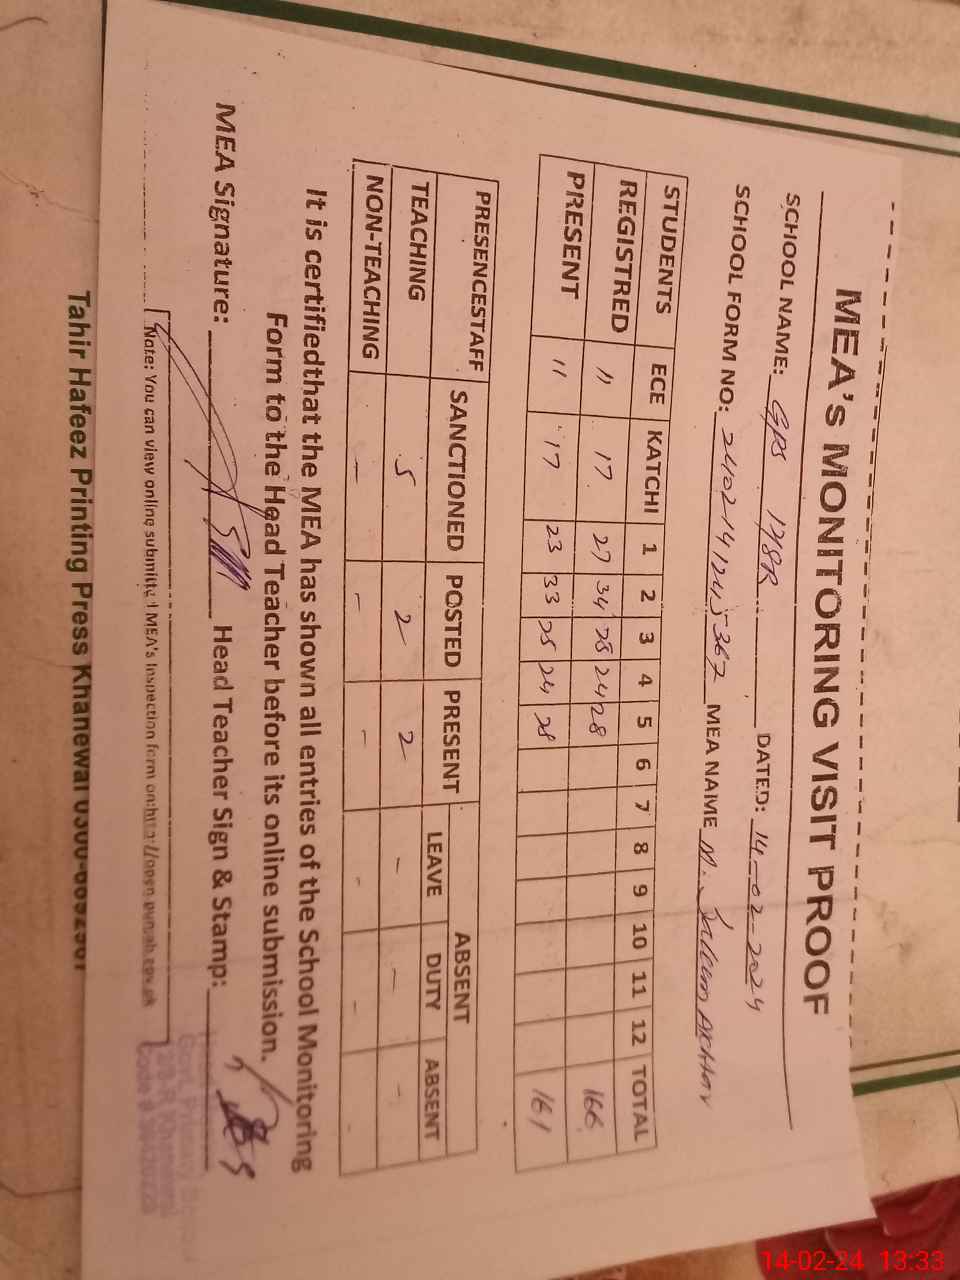 MEA's MONITORING VISIT PROOF
SCHOOL NAME: GPS DATED: 14-02-2024
SCHOOL FORM NO: MEA NAME M. Saleem Akhtar
STUDENTS ECE KATCHI 1 2 3 4 5 6 7 8 9 10 11 12 TOTAL
REGISTRED 11 17 27 34 25 24 28 166
PRESENT 11 17 23 33 25 24 28 161
PRESENCESTAFF SANCTIONED POSTED PRESENT ABSENT
LEAVE DUTY ABSENT
TEACHING 5 2 2 - - -
NON-TEACHING - - - - - -
It is certifiedthat the MEA has shown all entries of the School Monitoring
Form to the Head Teacher before its online submission.
MEA Signature: Head Teacher Sign & Stamp:
Note: You can view online submitted MEA's Inspection form on:http://open.punjab.gov.pk
Tahir Hafeez Printing Press Khanewal
14-02-24 13:33